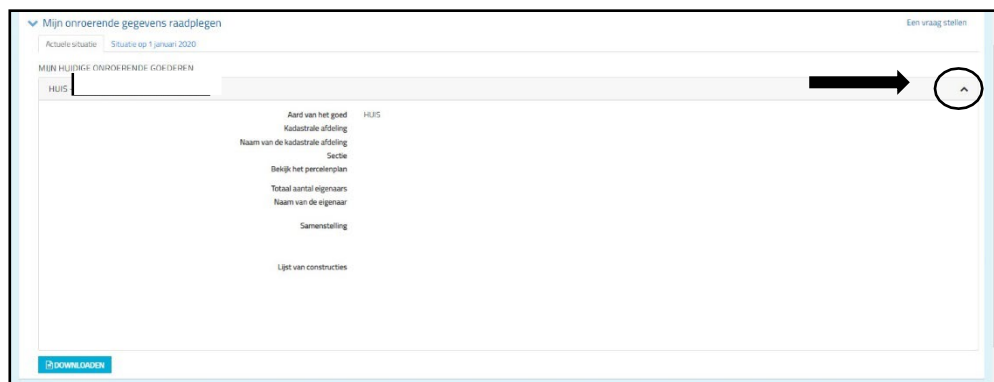 Mijn onroerende gegevens raadplegen
Een vraag stellen
Actuele situatie Situatie op 1 januari 2020
MIJN HUIDIGE ONROERENDE GOEDEREN
HUIS -
Aard van het goed HUIS
Kadastrale afdeling
Naam van de kadastrale afdeling
Sectie
Bekijk het percelenplan
Totaal aantal eigenaars
Naam van de eigenaar
Samenstelling
Lijst van constructies
DOWNLOADEN